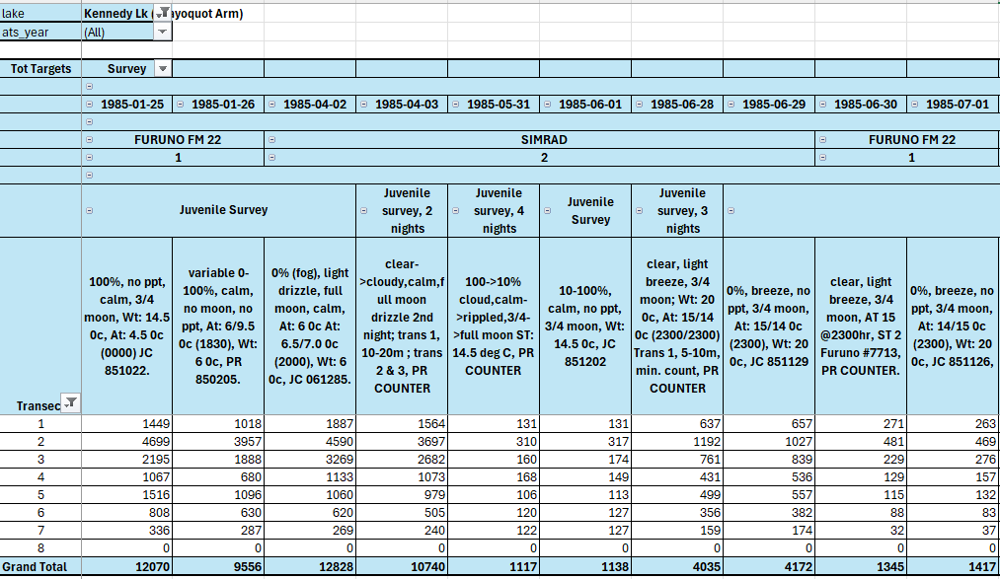 lake Kennedy Lk ( ayoquot Arm)
ats_year (All)
Tot Targets Survey
1985-01-25 1985-01-26 1985-04-02 1985-04-03 1985-05-31 1985-06-01 1985-06-28 1985-06-29 1985-06-30 1985-07-01
FURUNO FM 22 SIMRAD FURUNO FM 22
1 2 1
Juvenile Survey
Juvenile
survey, 2
nights
Juvenile
survey, 4
nights
Juvenile
Survey
Juvenile
survey, 3
nights
100%, no ppt,
calm, 3/4
moon, Wt: 14.5
0c, At: 4.5 0c
(0000) JC
851022.
variable 0-
100%, calm,
no moon, no
ppt, At: 6/9.5
0c (1830), Wt:
6 0c, PR
850205.
0% (fog), light
drizzle, full
moon, calm,
At: 6 0c At:
6.5/7.0 0c
(2000), Wt: 6
0c, JC 061285.
clear-
>cloudy,calm,f
ull moon
drizzle 2nd
night; trans 1,
10-20m ; trans
2 & 3, PR
COUNTER
100->10%
cloud,calm-
>rippled,3/4-
>full moon ST:
14.5 deg C, PR
COUNTER
10-100%,
calm, no ppt,
3/4 moon, Wt:
14.5 0c, JC
851202
clear, light
breeze, 3/4
moon; Wt: 20
0c, At: 15/14
0c (2300/2300)
Trans 1, 5-10m,
min. count, PR
COUNTER
0%, breeze, no
ppt, 3/4 moon,
At: 15/14 0c
(2300), Wt: 20
0c, JC 851129
clear, light
breeze, 3/4
moon, AT 15
@2300hr, ST 2
Furuno #7713,
PR COUNTER.
0%, breeze, no
ppt, 3/4 moon,
At: 14/15 0c
(2300), Wt: 20
0c, JC 851126,
Transec
1 1449 1018 1887 1564 131 131 637 657 271 263
2 4699 3957 4590 3697 310 317 1192 1027 481 469
3 2195 1888 3269 2682 160 174 761 839 229 276
4 1067 680 1133 1073 168 149 431 536 129 157
5 1516 1096 1060 979 106 113 499 557 115 132
6 808 630 620 505 120 127 356 382 88 83
7 336 287 269 240 122 127 159 174 32 37
8 0 0 0 0 0 0 0 0 0 0
Grand Total 12070 9556 12828 10740 1117 1138 4035 4172 1345 1417